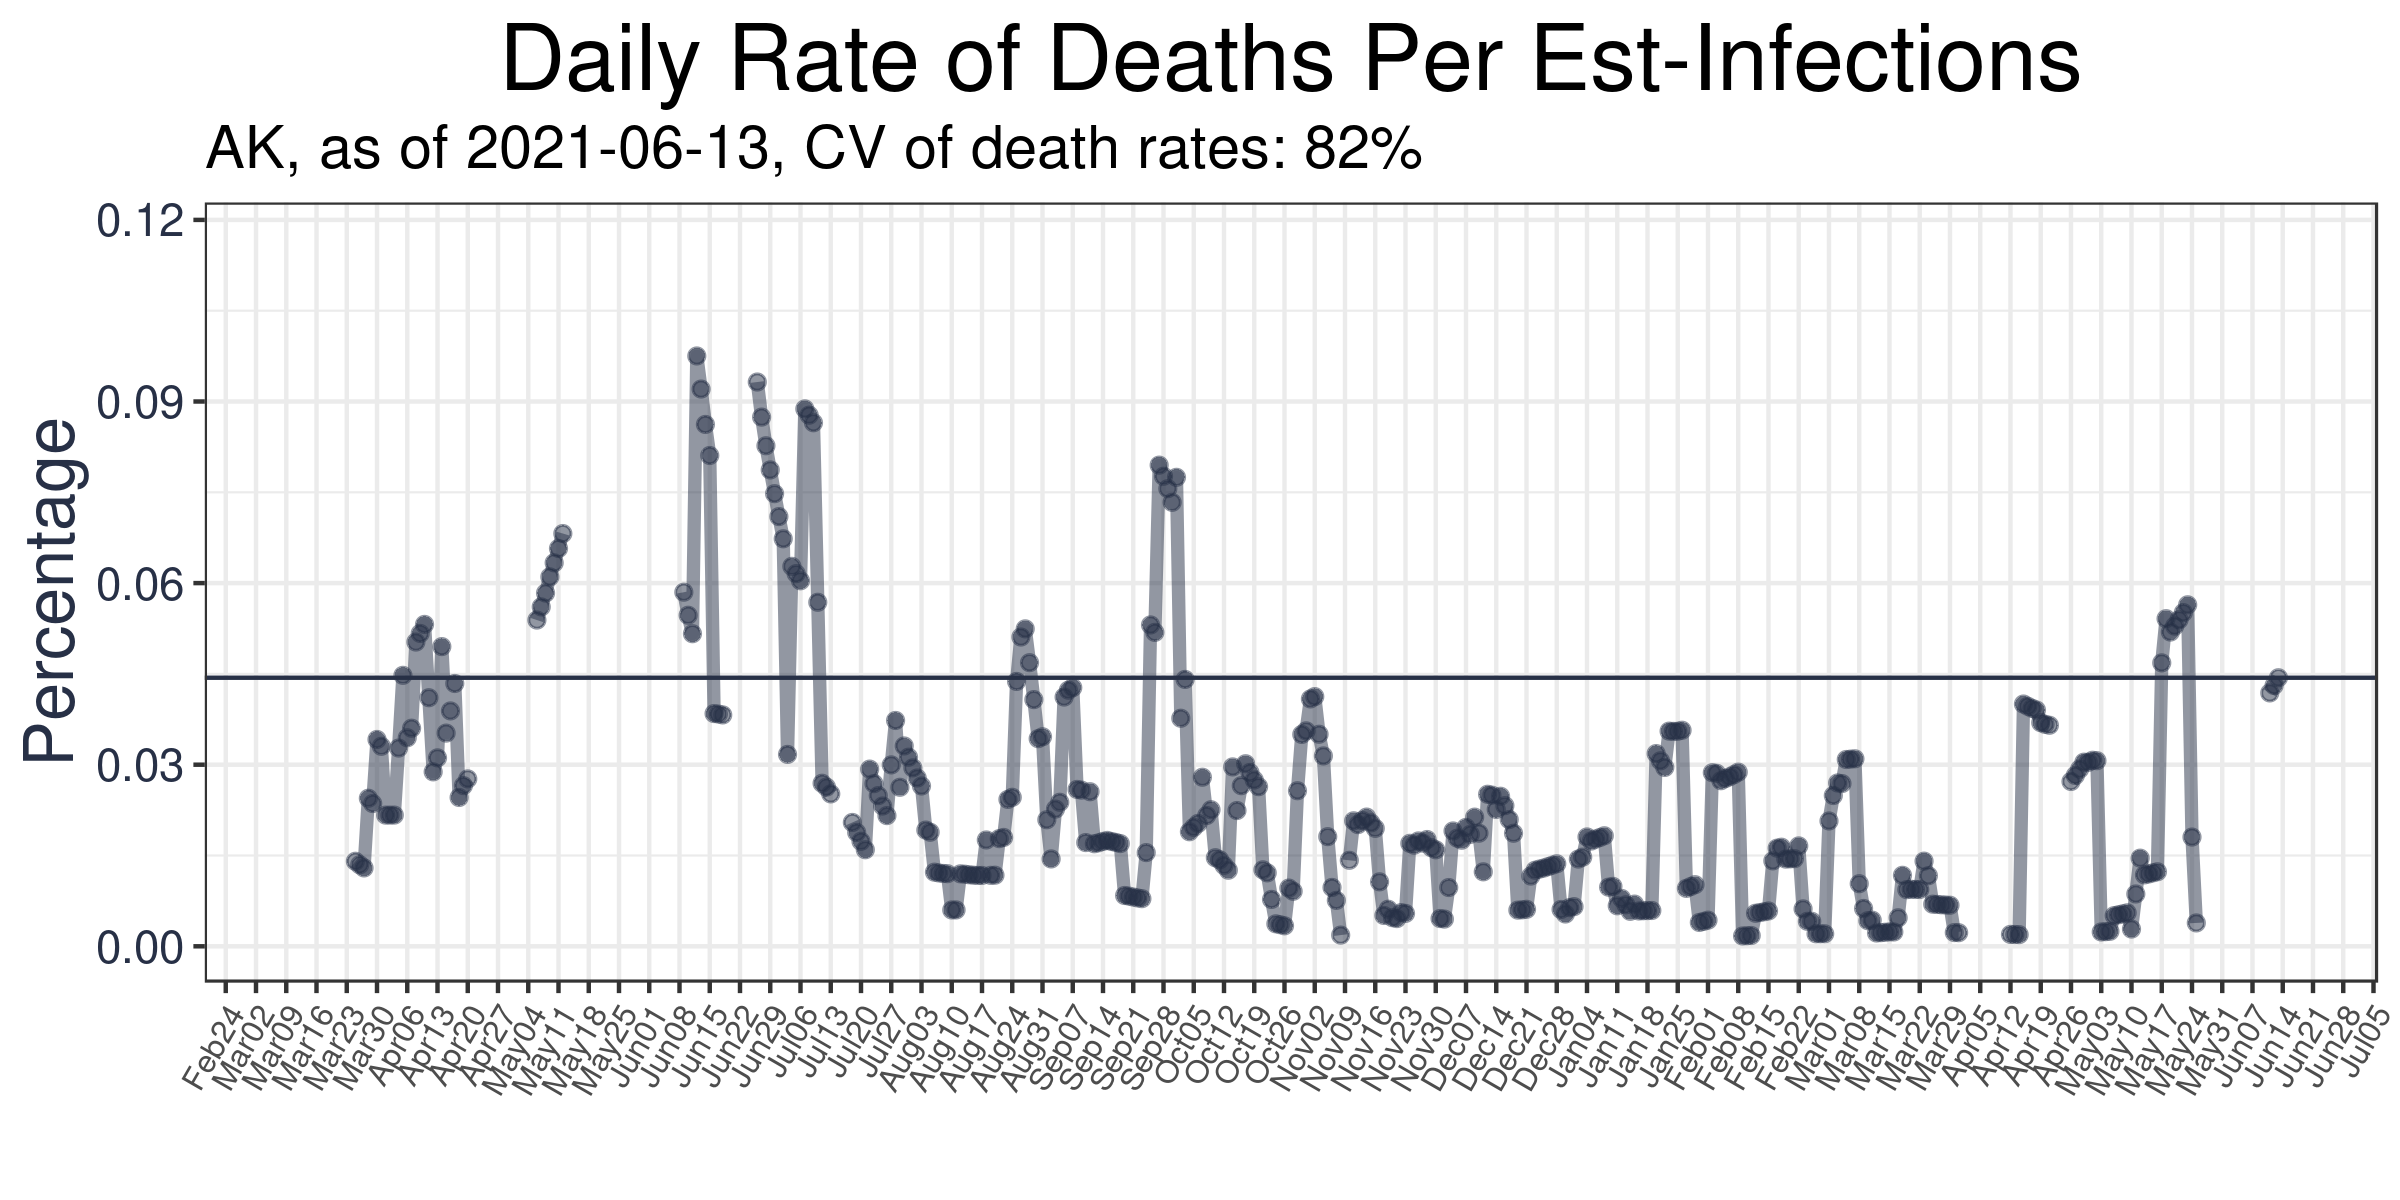 Daily Rate of Deaths Per Est-Infections
AK, as of 2021-06-13, CV of death rates: 82%
Percentage
0.12
0.09
0.06
0.03
0.00
Feb24
Mar02
Mar09
Mar16
Mar23
Mar30
Apr06
Apr13
Apr20
Apr27
May04
May11
May18
May25
Jun01
Jun08
Jun15
Jun22
Jun29
Jul06
Jul13
Jul20
Jul27
Aug03
Aug10
Aug17
Aug24
Aug31
Sep07
Sep14
Sep21
Sep28
Oct05
Oct12
Oct19
Oct26
Nov02
Nov09
Nov16
Nov23
Nov30
Dec07
Dec14
Dec21
Dec28
Jan04
Jan11
Jan18
Jan25
Feb01
Feb08
Feb15
Feb22
Mar01
Mar08
Mar15
Mar22
Mar29
Apr05
Apr12
Apr19
Apr26
May03
May10
May17
May24
May31
Jun07
Jun14
Jun21
Jun28
Jul05